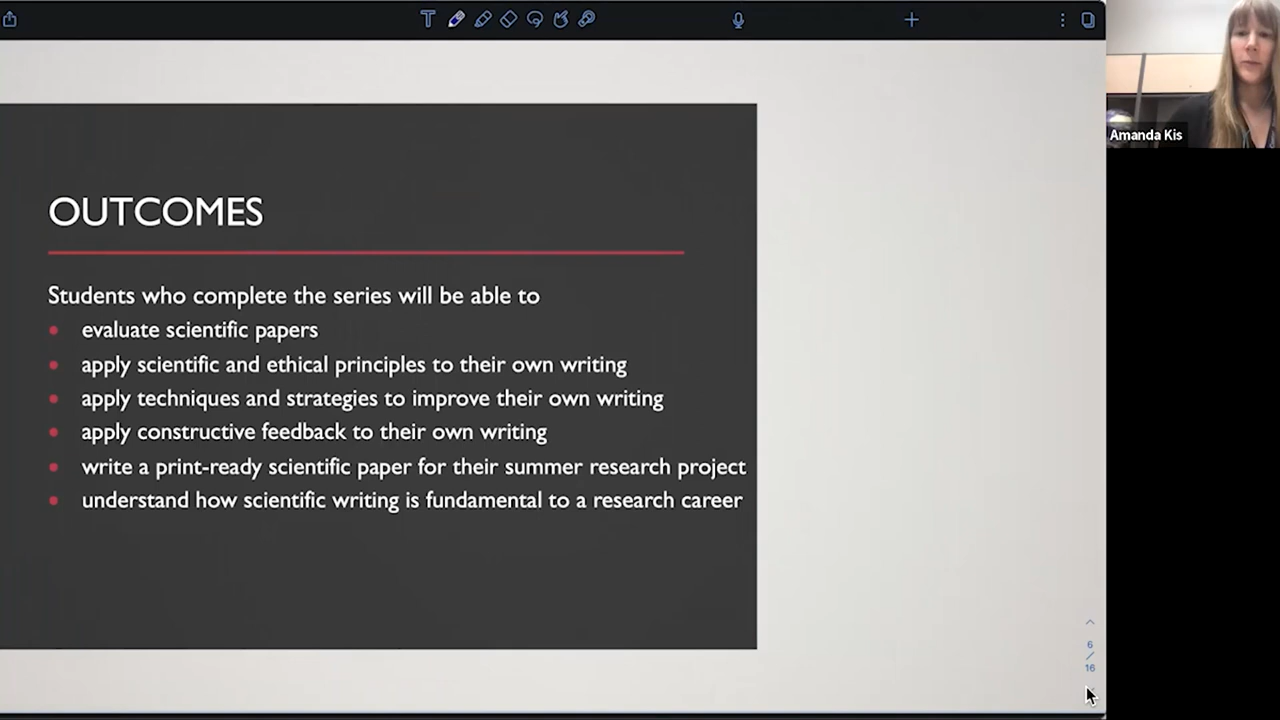 Amanda Kis
OUTCOMES
Students who complete the series will be able to
evaluate scientific papers
apply scientific and ethical principles to their own writing
apply techniques and strategies to improve their own writing
apply constructive feedback to their own writing
write a print-ready scientific paper for their summer research project
understand how scientific writing is fundamental to a research career
6
/
16